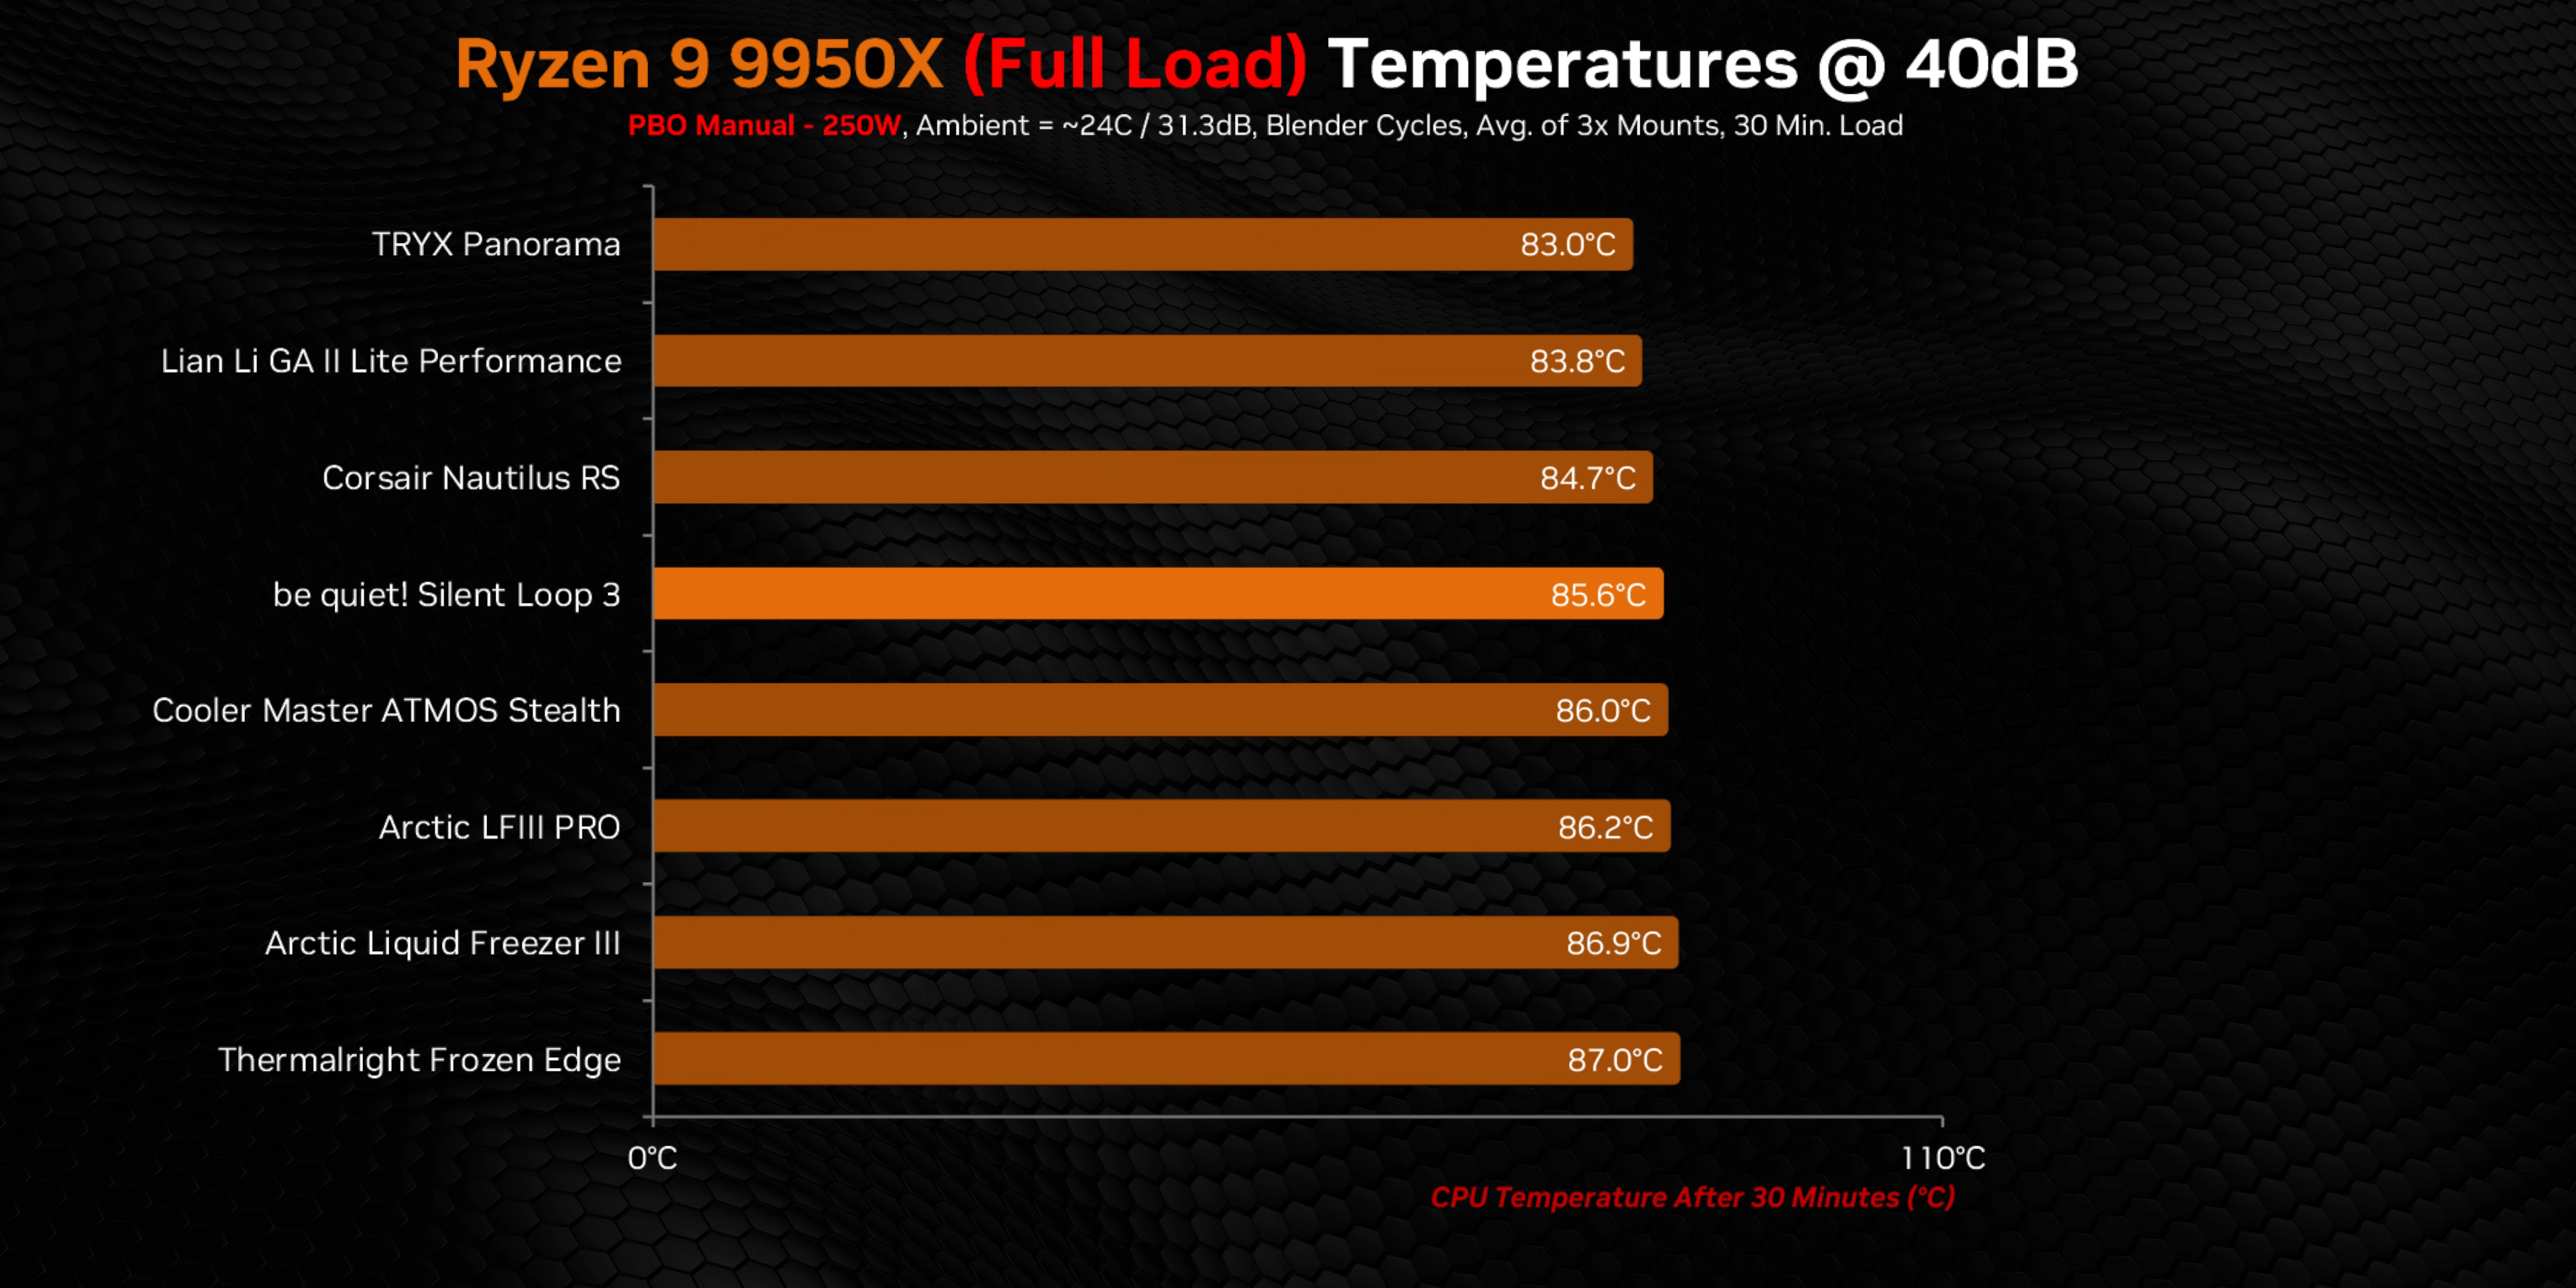 Ryzen 9 9950X (Full Load) Temperatures @ 40dB
PBO Manual - 250W, Ambient = ~24C / 31.3dB, Blender Cycles, Avg. of 3x Mounts, 30 Min. Load
TRYX Panorama 83.0°C
Lian Li GA II Lite Performance 83.8°C
Corsair Nautilus RS 84.7°C
be quiet! Silent Loop 3 85.6°C
Cooler Master ATMOS Stealth 86.0°C
Arctic LFIII PRO 86.2°C
Arctic Liquid Freezer III 86.9°C
Thermalright Frozen Edge 87.0°C
0°C 110°C
CPU Temperature After 30 Minutes (°C)